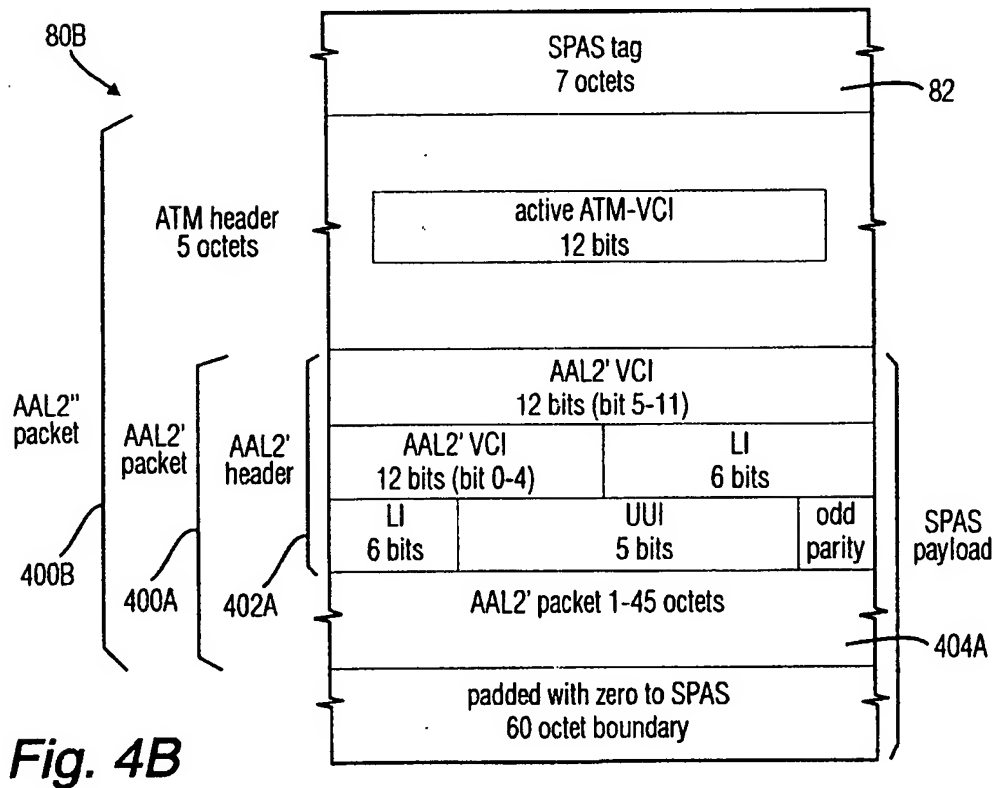 80B
SPAS tag
7 octets
82
ATM header
5 octets
active ATM-VCI
12 bits
AAL2" packet
AAL2' packet
AAL2' header
AAL2' VCI
12 bits (bit 5-11)
AAL2' VCI
12 bits (bit 0-4)
LI
6 bits
LI
6 bits
UUI
5 bits
odd
parity
SPAS
payload
400B
400A
402A
AAL2' packet 1-45 octets
404A
padded with zero to SPAS
60 octet boundary
Fig. 4B